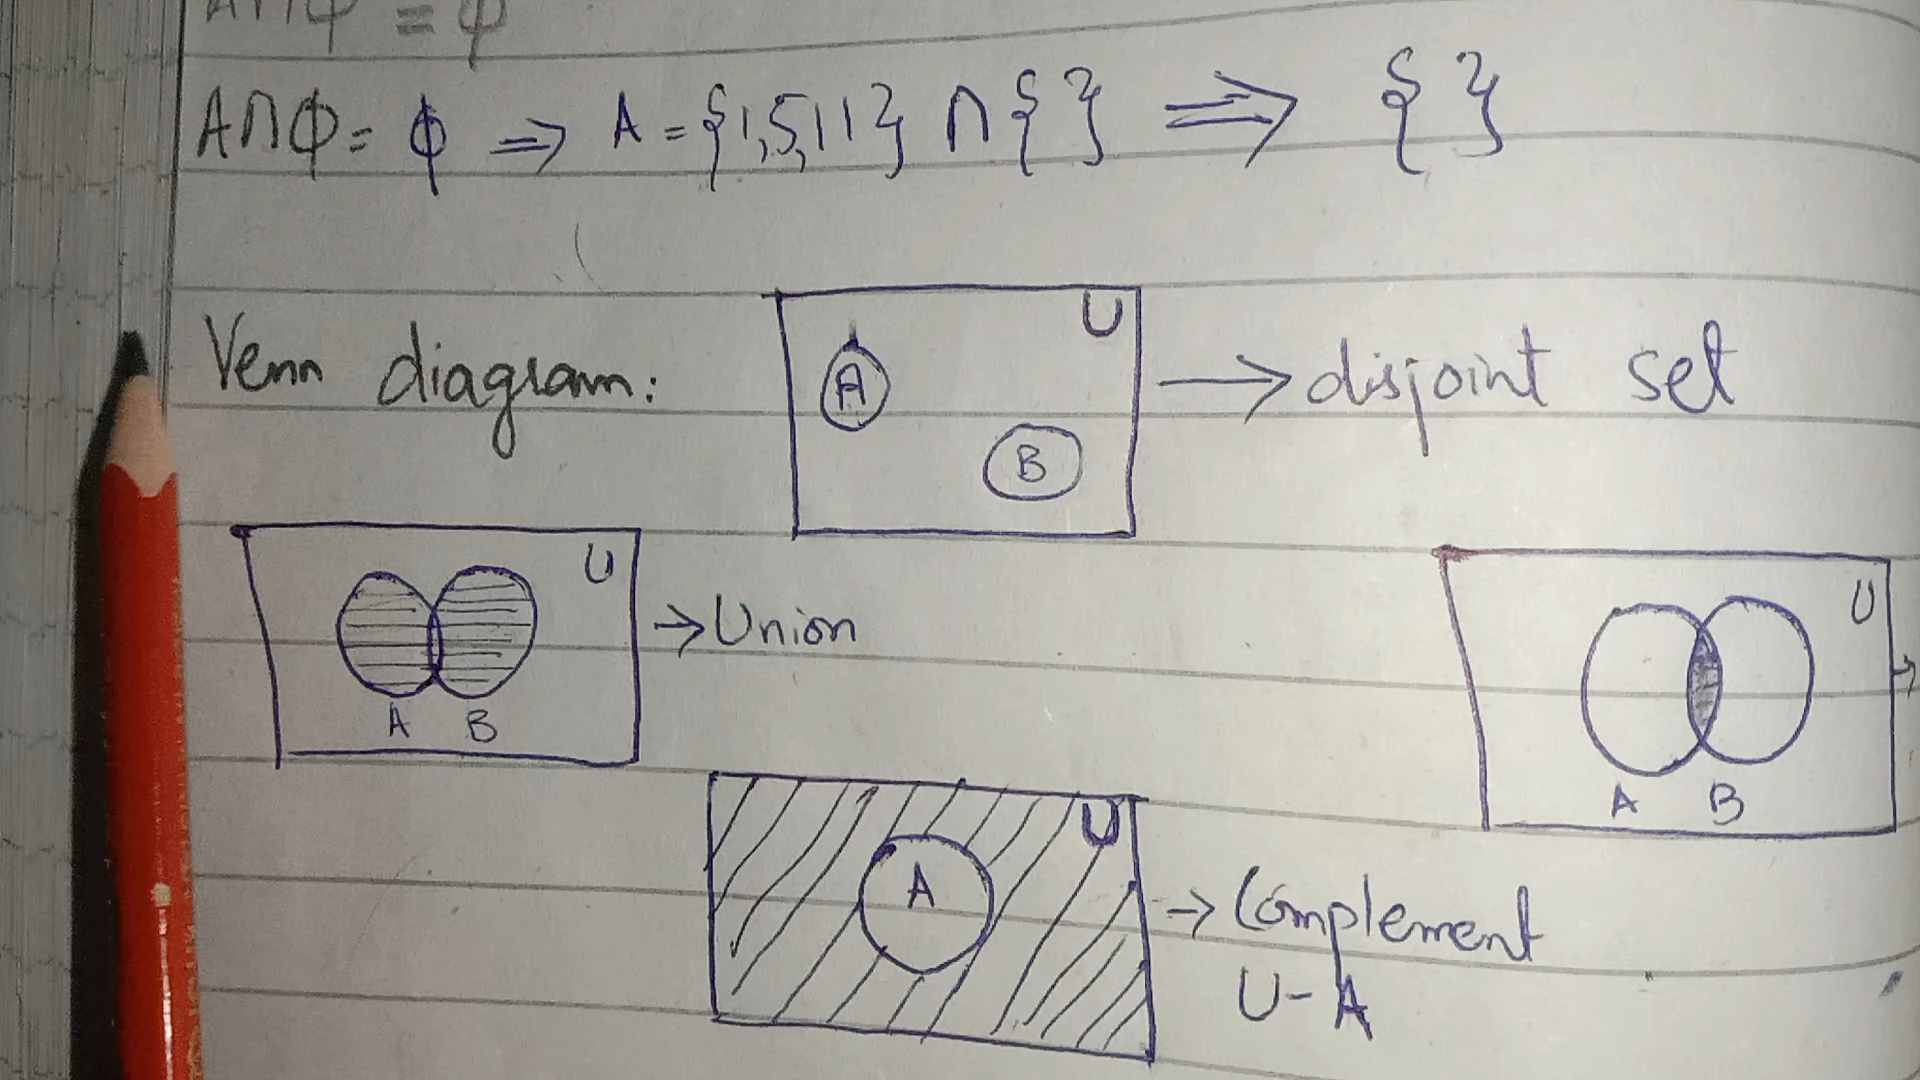 A∩ϕ = ϕ
A∩ϕ = ϕ ⇒ A = {1,5,11} ∩ { } ⟹ { }
Venn diagram:
U
A
B
→ disjoint set
U
A B
→ Union
U
A B
→
U
A
→ Complement
U - A